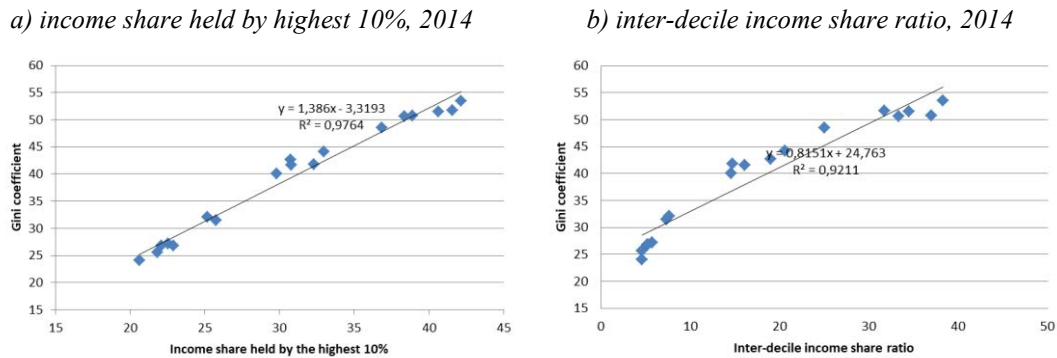 a) income share held by highest 10%, 2014
60
55
50
45
40
35
30
25
20
15
Gini coefficient
y = 1,386x - 3,3193
R² = 0,9764
15 20 25 30 35 40 45
Income share held by the highest 10%
b) inter-decile income share ratio, 2014
60
55
50
45
40
35
30
25
20
15
Gini coefficient
y = 0,8151x + 24,763
R² = 0,9211
0 10 20 30 40 50
Inter-decile income share ratio